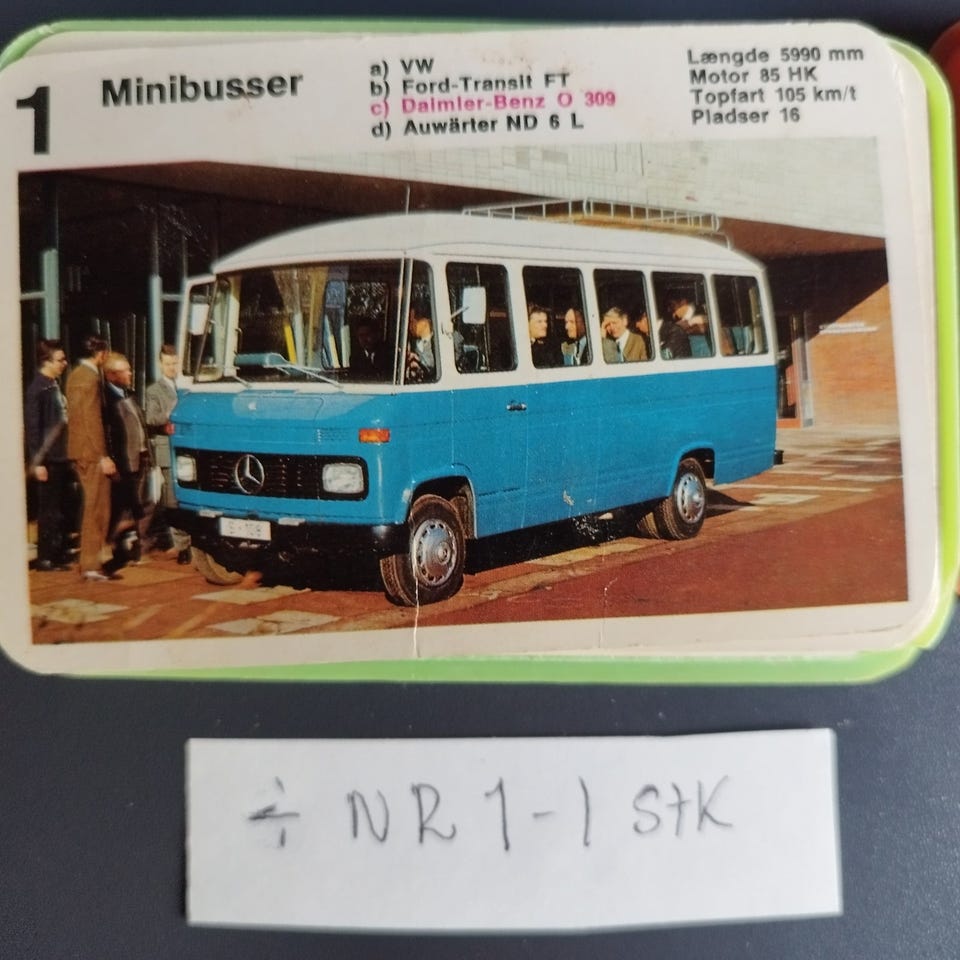 1
Minibusser
a) VW
b) Ford-Transit FT
c) Daimler-Benz O 309
d) Auwärter ND 6 L
Længde 5990 mm
Motor 85 HK
Topfart 105 km/t
Pladser 16
÷ NR 1-1 StK